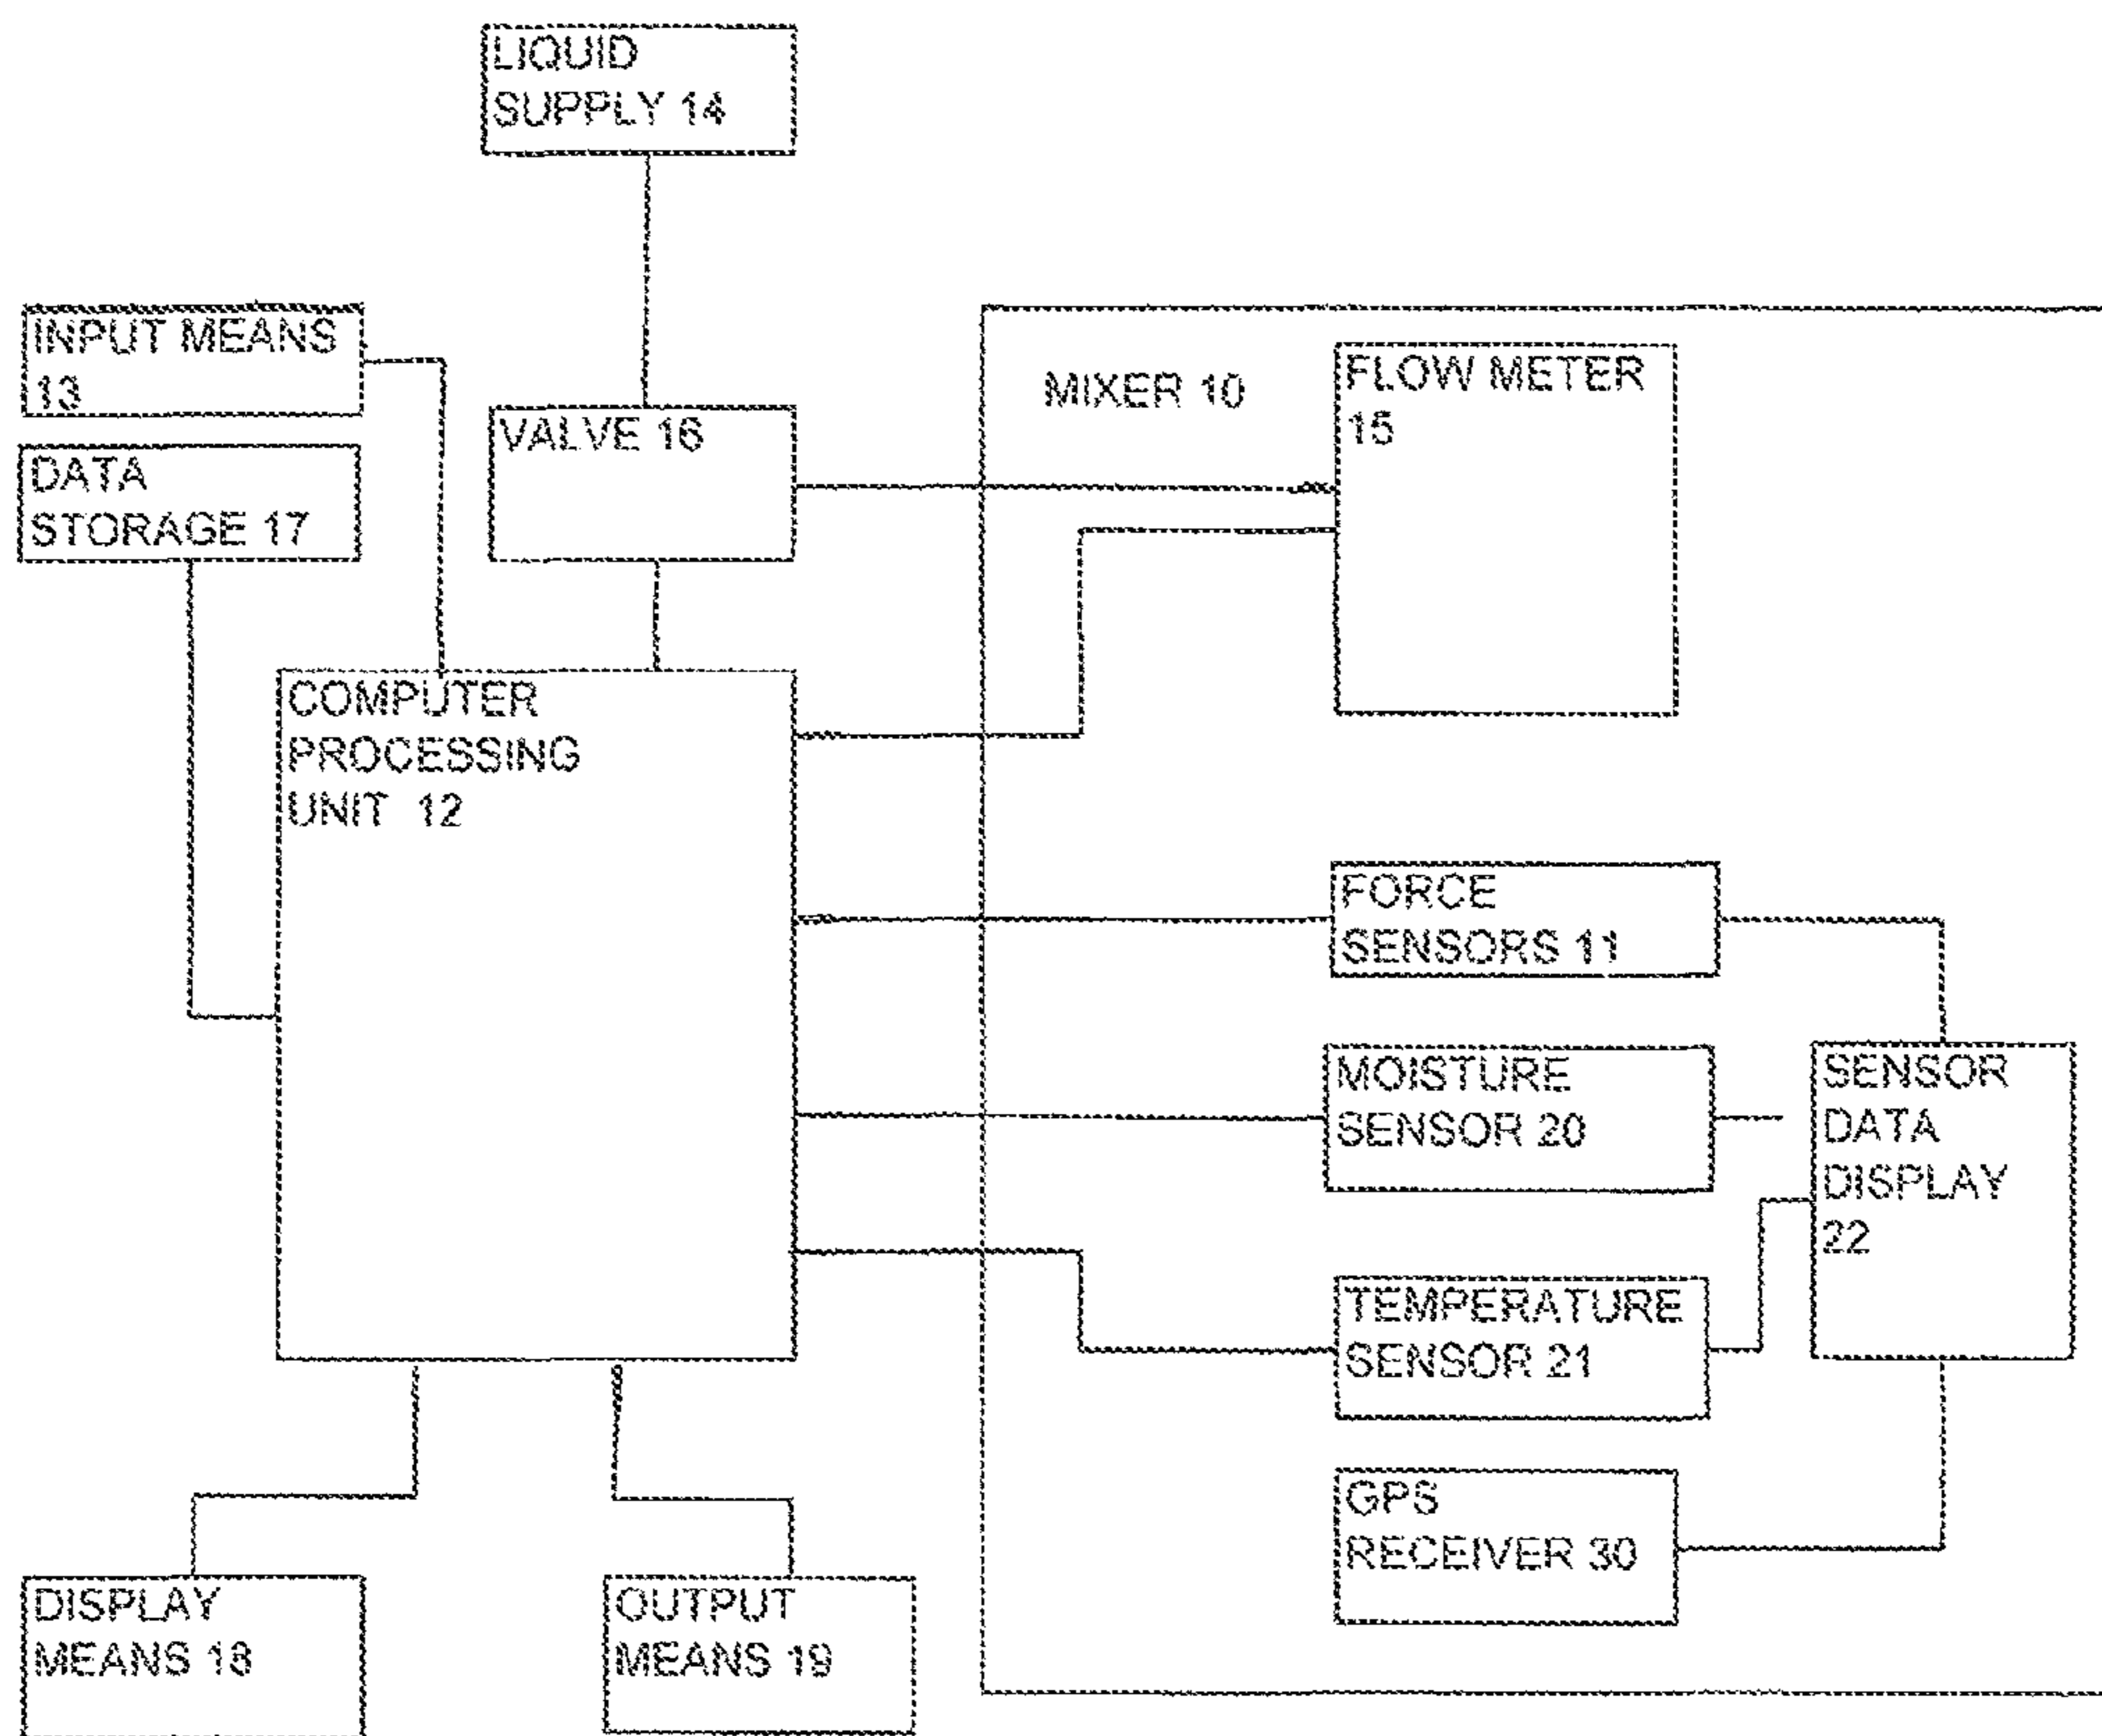 LIQUID
SUPPLY 14
INPUT MEANS
13
DATA
STORAGE 17
VALVE 16
MIXER 10
FLOW METER
15
COMPUTER
PROCESSING
UNIT 12
FORCE
SENSORS 11
MOISTURE
SENSOR 20
SENSOR
DATA
DISPLAY
22
TEMPERATURE
SENSOR 21
GPS
RECEIVER 30
DISPLAY
MEANS 18
OUTPUT
MEANS 19